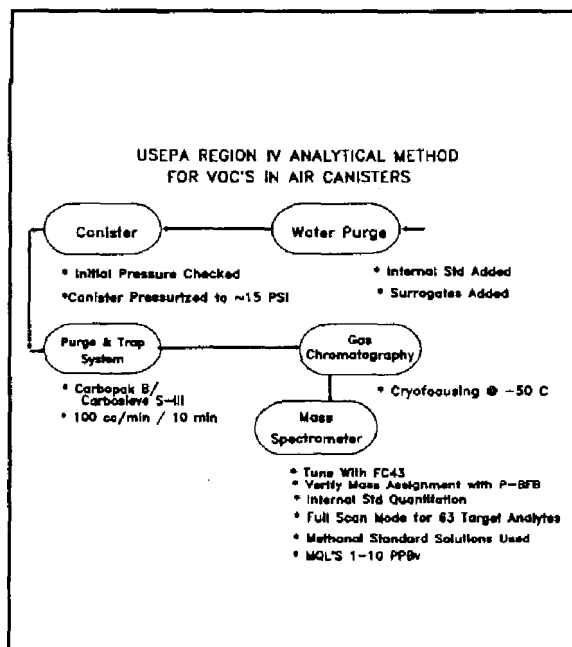 USEPA REGION IV ANALYTICAL METHOD
FOR VOC'S IN AIR CANISTERS
Canister
Water Purge
* Initial Pressure Checked
*Canister Pressurized to ~15 PSI
* Internal Std Added
* Surrogates Added
Purge & Trap
System
Gas
Chromatography
* Carbopak B/
Carbosieve S-III
* 100 cc/min / 10 min
* Cryofocusing @ -50 C
Mass
Spectrometer
* Tune With FC43
* Verify Mass Assignment with P-BFB
* Internal Std Quantitation
* Full Scan Mode for 63 Target Analytes
* Methanol Standard Solutions Used
* MQL'S 1-10 PPBv